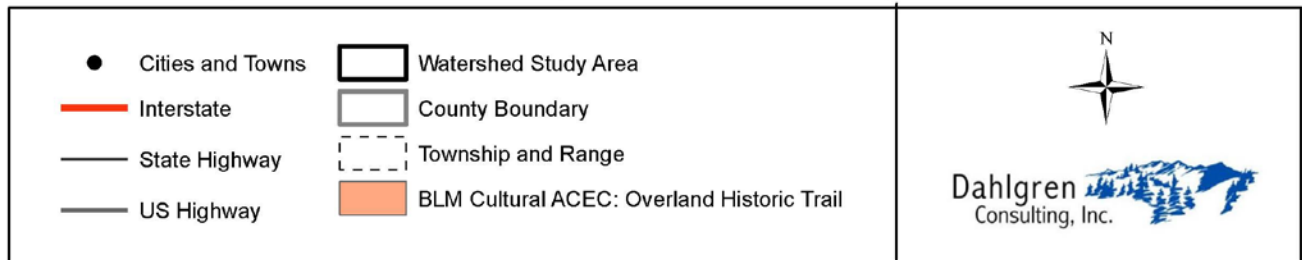 Cities and Towns
Interstate
State Highway
US Highway
Watershed Study Area
County Boundary
Township and Range
BLM Cultural ACEC: Overland Historic Trail
N
Dahlgren
Consulting, Inc.